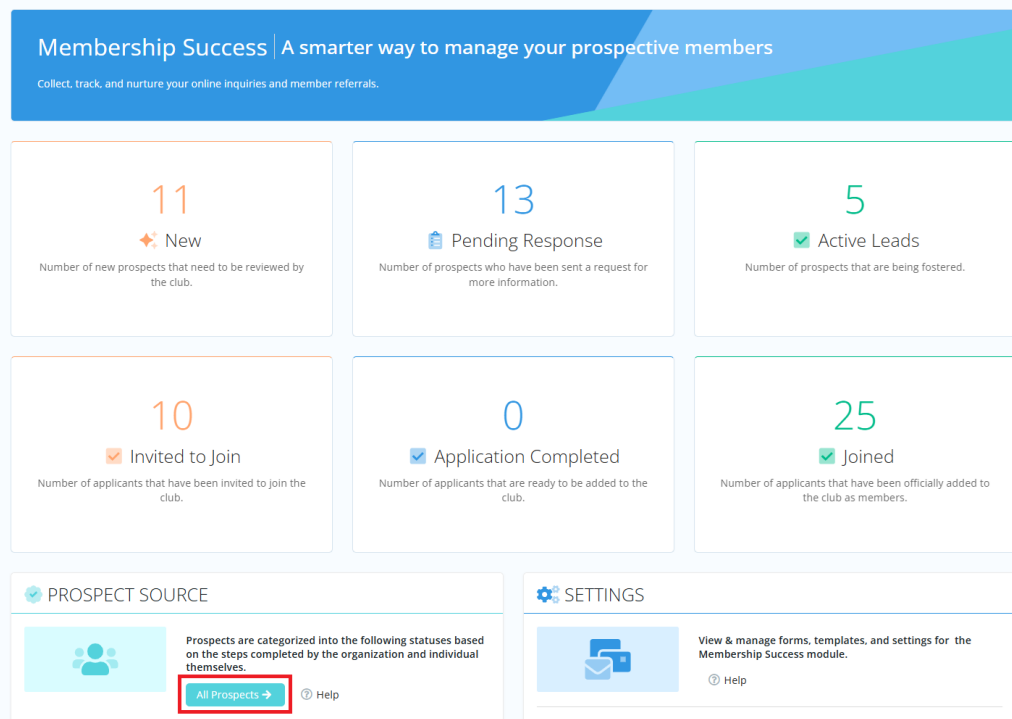 Membership Success | A smarter way to manage your prospective members
Collect, track, and nurture your online inquiries and member referrals.
11
New
Number of new prospects that need to be reviewed by
the club.
13
Pending Response
Number of prospects who have been sent a request for
more information.
5
Active Leads
Number of prospects that are being fostered.
10
Invited to Join
Number of applicants that have been invited to join the
club.
0
Application Completed
Number of applicants that are ready to be added to the
club.
25
Joined
Number of applicants that have been officially added to
the club as members.
PROSPECT SOURCE
Prospects are categorized into the following statuses based
on the steps completed by the organization and individual
themselves.
All Prospects →
? Help
SETTINGS
View & manage forms, templates, and settings for the
Membership Success module.
? Help